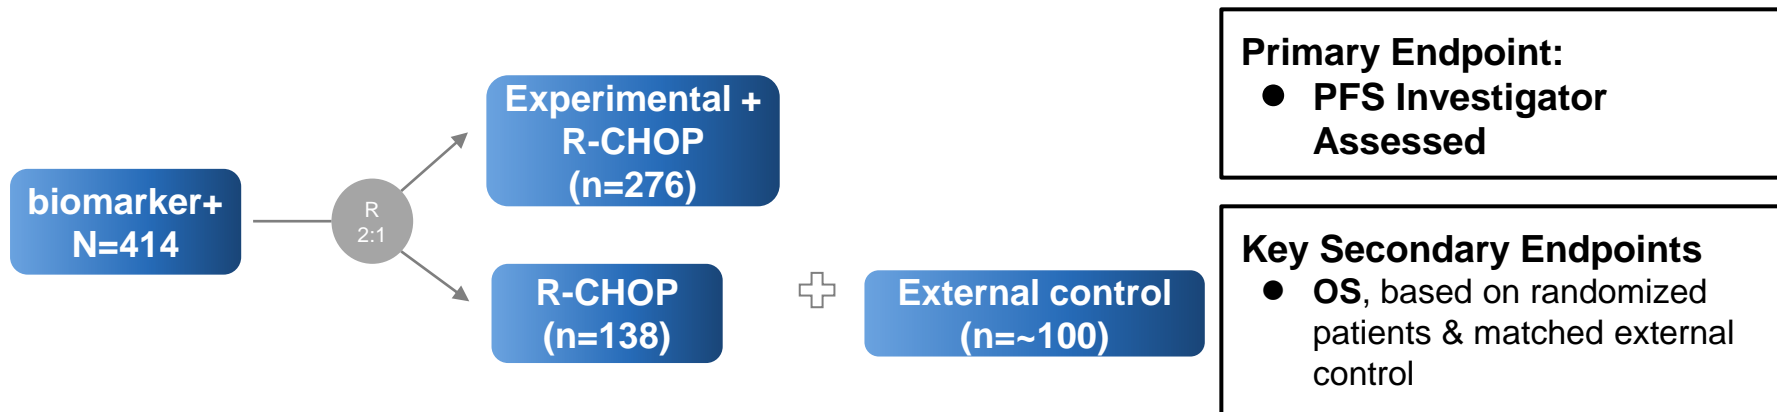 biomarker+
N=414
R
2:1
Experimental +
R-CHOP
(n=276)
R-CHOP
(n=138)
External control
(n=~100)
Primary Endpoint:
● PFS Investigator
Assessed
Key Secondary Endpoints
● OS, based on randomized
patients & matched external
control